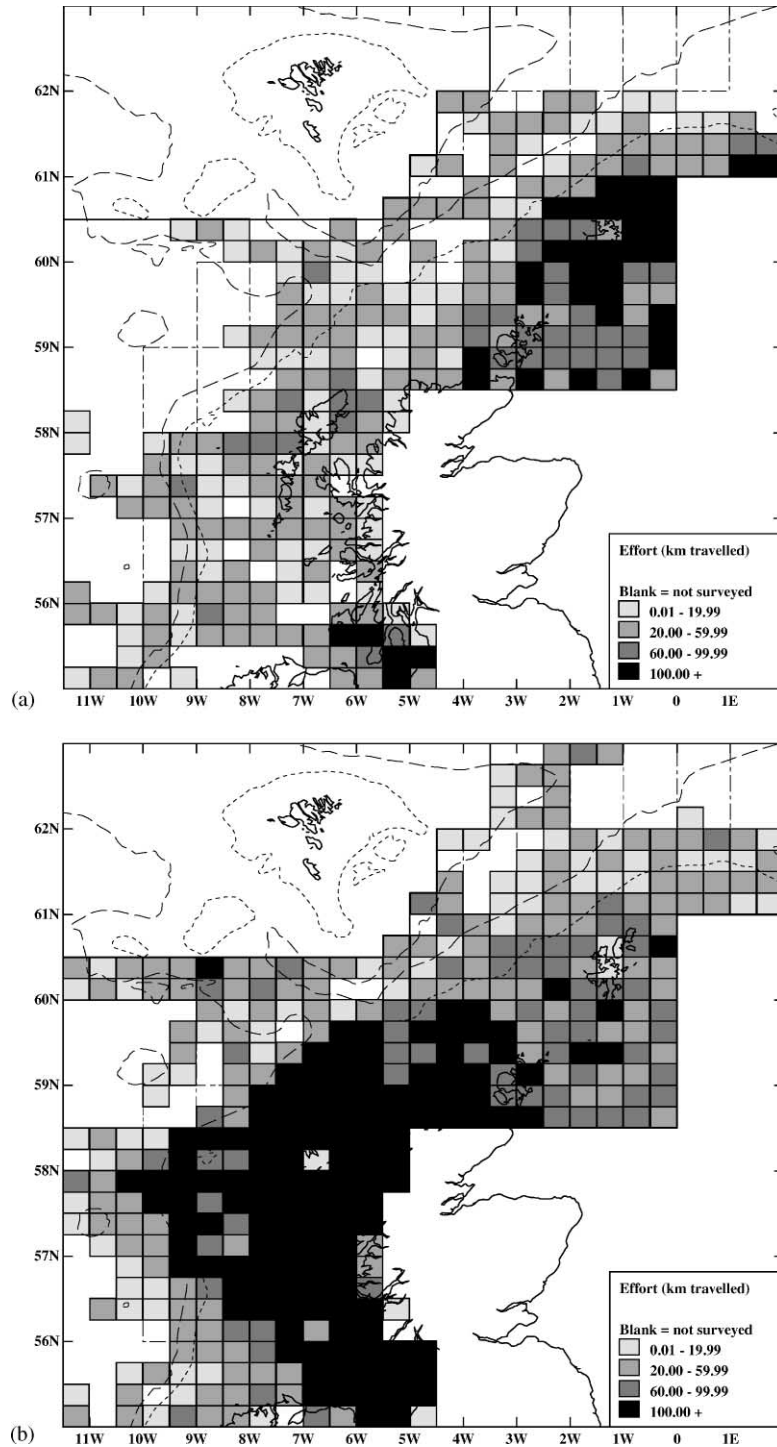 62N
61N
60N
59N
58N
57N
56N
Effort (km travelled)
Blank = not surveyed
0.01 - 19.99
20.00 - 59.99
60.00 - 99.99
100.00 +
(a)
11W 10W 9W 8W 7W 6W 5W 4W 3W 2W 1W 0 1E
62N
61N
60N
59N
58N
57N
56N
Effort (km travelled)
Blank = not surveyed
0.01 - 19.99
20.00 - 59.99
60.00 - 99.99
100.00 +
(b)
11W 10W 9W 8W 7W 6W 5W 4W 3W 2W 1W 0 1E